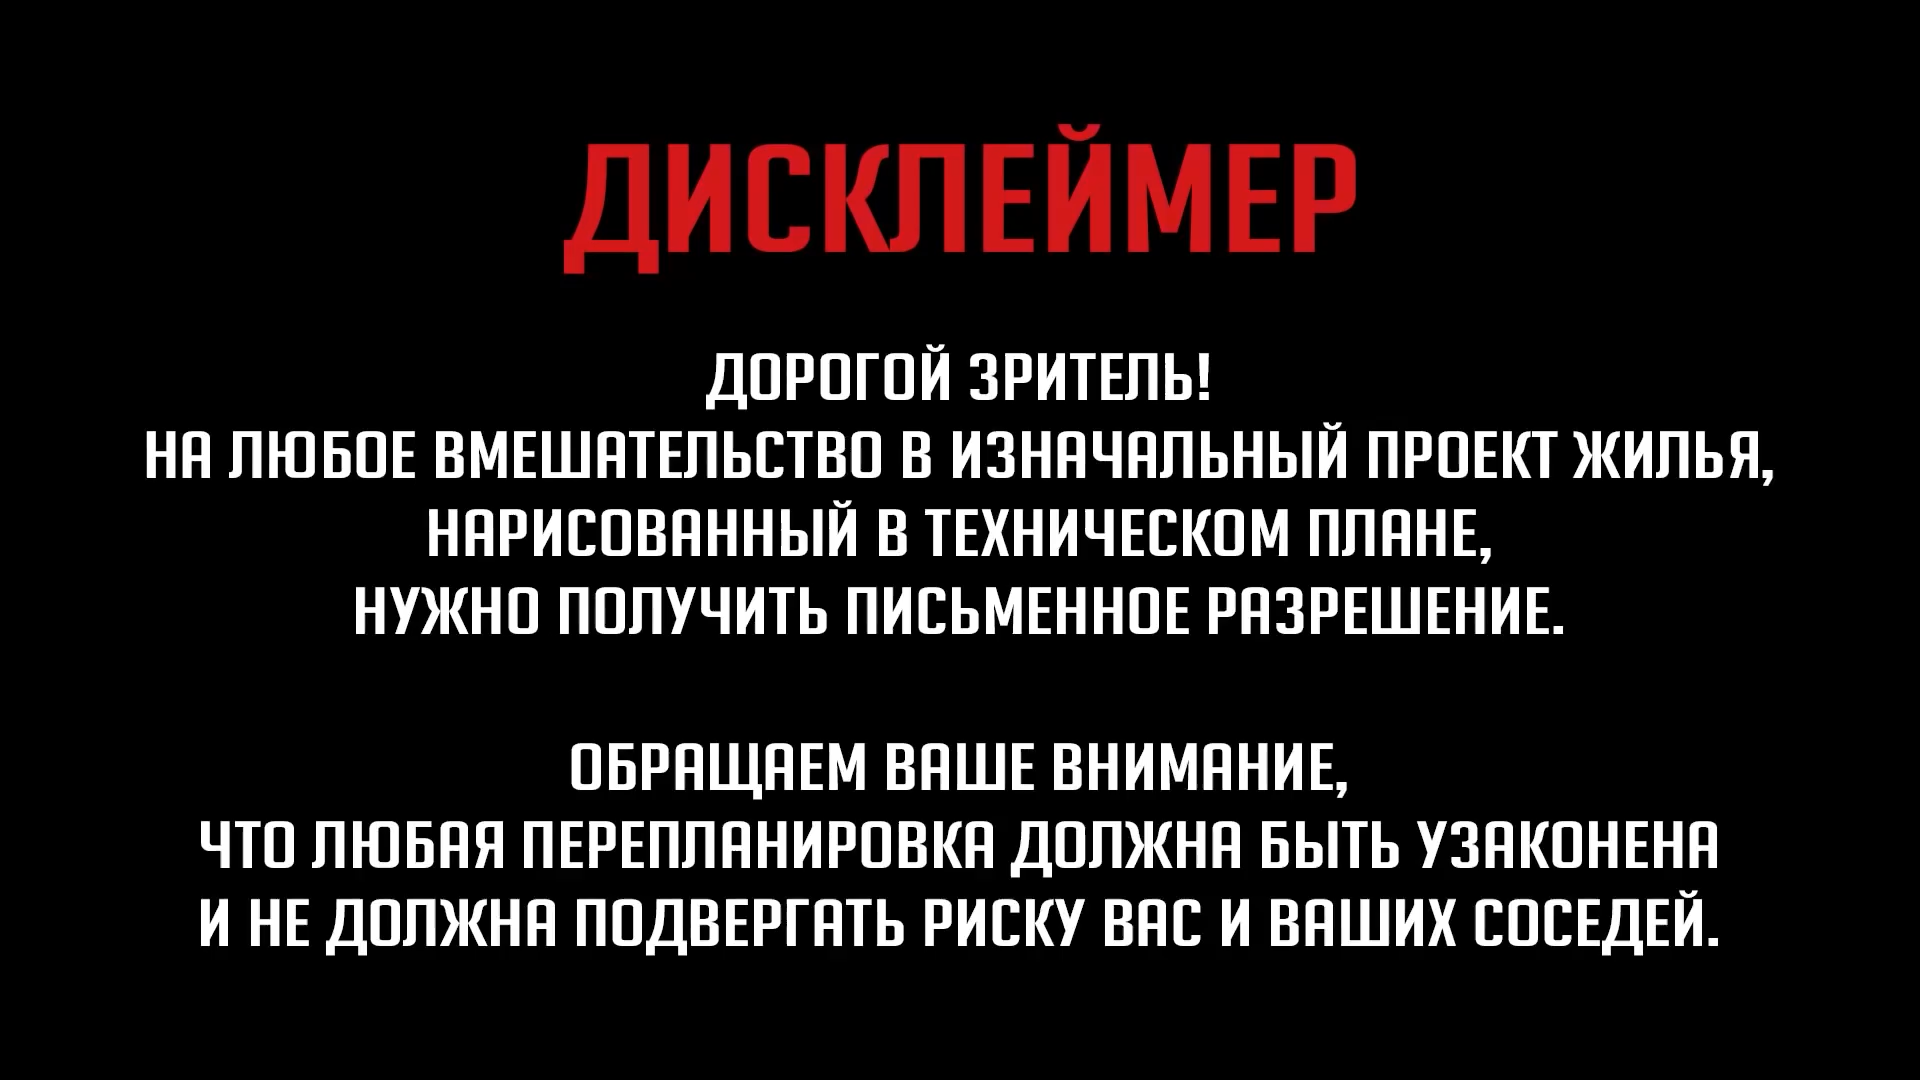 ДИСКЛЕЙМЕР
ДОРОГОЙ ЗРИТЕЛЬ!
НА ЛЮБОЕ ВМЕШАТЕЛЬСТВО В ИЗНАЧАЛЬНЫЙ ПРОЕКТ ЖИЛЬЯ,
НАРИСОВАННЫЙ В ТЕХНИЧЕСКОМ ПЛАНЕ,
НУЖНО ПОЛУЧИТЬ ПИСЬМЕННОЕ РАЗРЕШЕНИЕ.
ОБРАЩАЕМ ВАШЕ ВНИМАНИЕ,
ЧТО ЛЮБАЯ ПЕРЕПЛАНИРОВКА ДОЛЖНА БЫТЬ УЗАКОНЕНА
И НЕ ДОЛЖНА ПОДВЕРГАТЬ РИСКУ ВАС И ВАШИХ СОСЕДЕЙ.